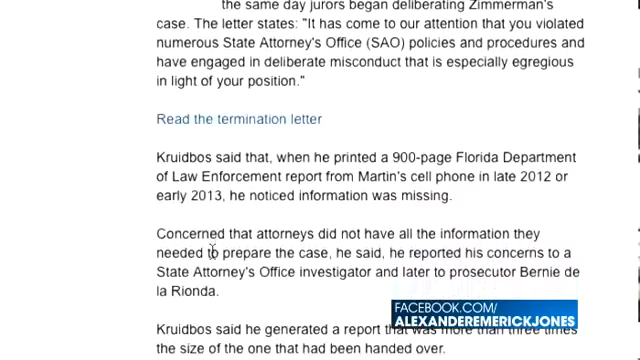 the same day jurors began deliberating Zimmerman's
case. The letter states: "It has come to our attention that you violated
numerous State Attorney's Office (SAO) policies and procedures and
have engaged in deliberate misconduct that is especially egregious
in light of your position."
Read the termination letter
Kruidbos said that, when he printed a 900-page Florida Department
of Law Enforcement report from Martin's cell phone in late 2012 or
early 2013, he noticed information was missing.
Concerned that attorneys did not have all the information they
needed to prepare the case, he said, he reported his concerns to a
State Attorney's Office investigator and later to prosecutor Bernie de
la Rionda.
FACEBOOK.COM/
ALEXANDEREMERICKJONES
Kruidbos said he generated a report that was more than three times
the size of the one that had been handed over.